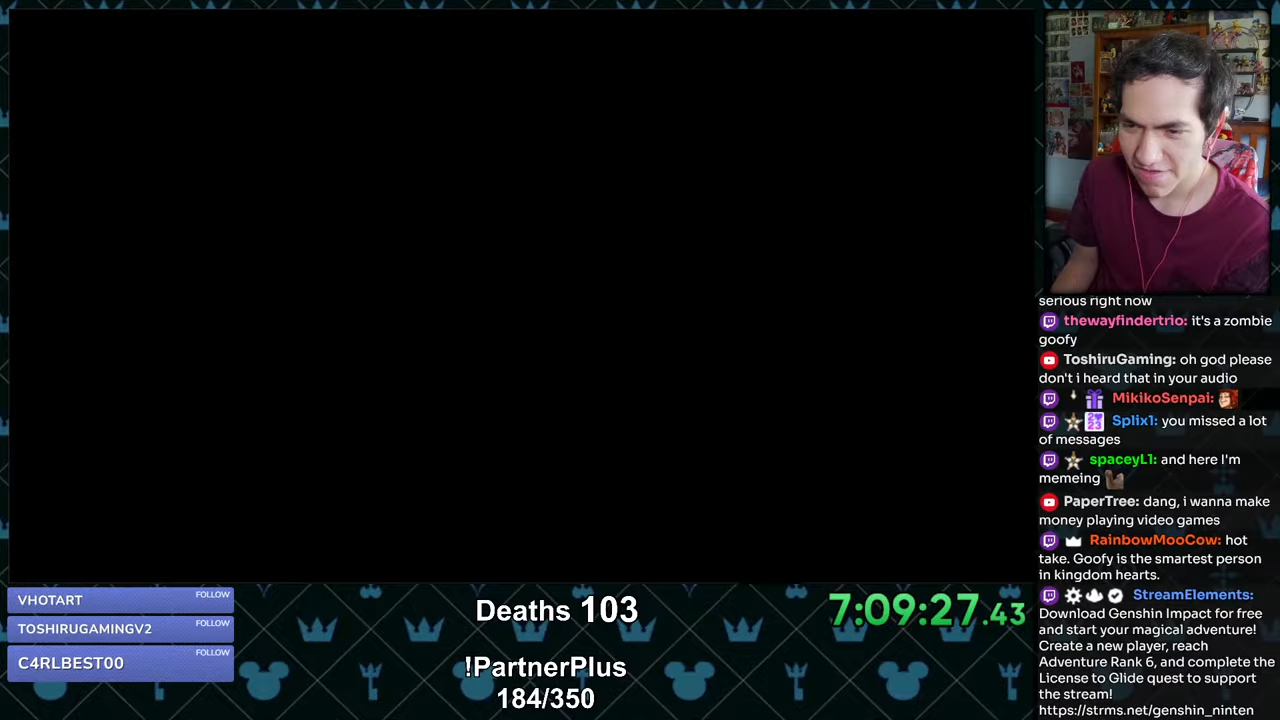 serious right now
thewayfindertrio: it's a zombie
goofy
ToshiruGaming: oh god please
don't i heard that in your audio
MikikoSenpai:
Splix1: you missed a lot
of messages
spaceyL1: and here I'm
memeing
PaperTree: dang, i wanna make
money playing video games
RainbowMooCow: hot
take. Goofy is the smartest person
in kingdom hearts.
StreamElements:
Download Genshin Impact for free
and start your magical adventure!
Create a new player, reach
Adventure Rank 6, and complete the
License to Glide quest to support
the stream!
https://strms.net/genshin_ninten
VHOTART FOLLOW
TOSHIRUGAMINGV2 FOLLOW
C4RLBEST00 FOLLOW
Deaths 103
!PartnerPlus
184/350
7:09:27.43